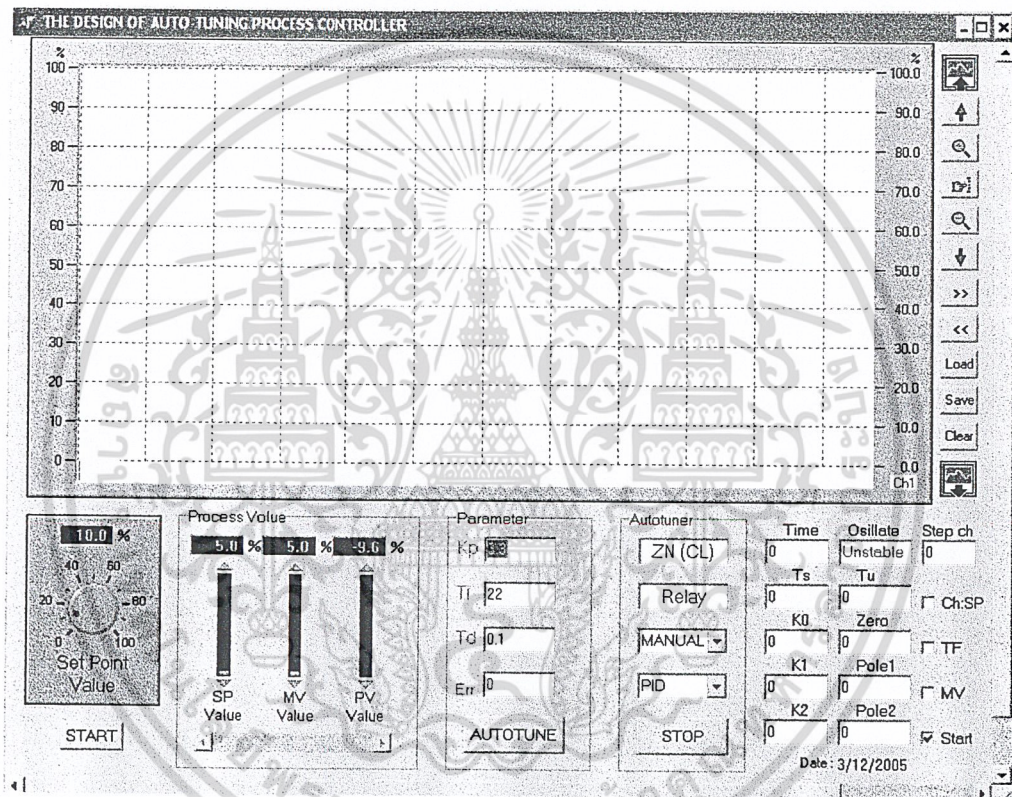 THE DESIGN OF AUTO-TUNING PROCESS CONTROLLER
%
100
90
80
70
60
50
40
30
20
10
0
%
100.0
90.0
80.0
70.0
60.0
50.0
40.0
30.0
20.0
10.0
0.0
Ch1
>>
<<
Load
Save
Clear
10.0 %
0 20 40 60 80 100
Set Point
Value
START
Process Volue
5.0 % 5.0 % -9.6 %
SP Value
MV Value
PV Value
Parameter
Kp
Ti 22
Td 0.1
Err 0
AUTOTUNE
Autotuner
ZN (CL)
Relay
MANUAL
PID
STOP
Time Osillate Step ch
0 Unstable 0
Ts Tu
0 0 Ch:SP
K0 Zero
0 0 TF
K1 Pole1
0 0 MV
K2 Pole2
0 0 Start
Date : 3/12/2005